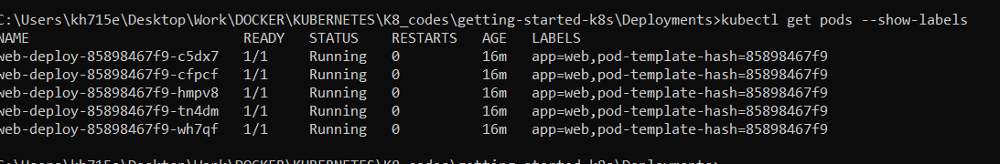 C:\Users\kh715e\Desktop\Work\DOCKER\KUBERNETES\K8_codes\getting-started-k8s\Deployments>kubectl get pods --show-labels
NAME READY STATUS RESTARTS AGE LABELS
web-deploy-85898467f9-c5dx7 1/1 Running 0 16m app=web,pod-template-hash=85898467f9
web-deploy-85898467f9-cfpcf 1/1 Running 0 16m app=web,pod-template-hash=85898467f9
web-deploy-85898467f9-hmpv8 1/1 Running 0 16m app=web,pod-template-hash=85898467f9
web-deploy-85898467f9-tn4dm 1/1 Running 0 16m app=web,pod-template-hash=85898467f9
web-deploy-85898467f9-wh7qf 1/1 Running 0 16m app=web,pod-template-hash=85898467f9
C:\Users\kh715e\Desktop\Work\DOCKER\KUBERNETES\K8_codes\getting-started-k8s\Deployments>